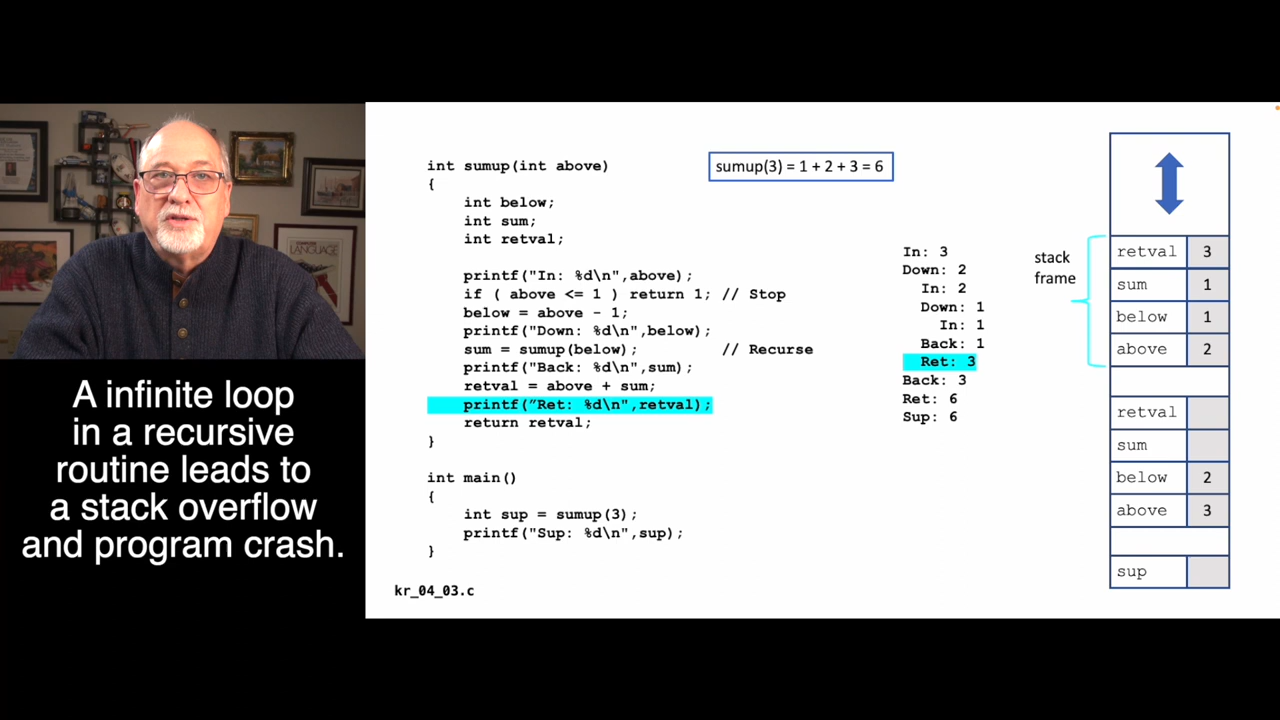 A infinite loop
in a recursive
routine leads to
a stack overflow
and program crash.
int sumup(int above)
{
int below;
int sum;
int retval;
printf("In: %d\n",above);
if ( above <= 1 ) return 1; // Stop
below = above - 1;
printf("Down: %d\n",below);
sum = sumup(below); // Recurse
printf("Back: %d\n",sum);
retval = above + sum;
printf(”Ret: %d\n",retval);
return retval;
}
int main()
{
int sup = sumup(3);
printf("Sup: %d\n",sup);
}
kr_04_03.c
sumup(3) = 1 + 2 + 3 = 6
In: 3
Down: 2
In: 2
Down: 1
In: 1
Back: 1
Ret: 3
Back: 3
Ret: 6
Sup: 6
stack
frame
retval 3
sum 1
below 1
above 2
retval
sum
below 2
above 3
sup
LANGUAGE